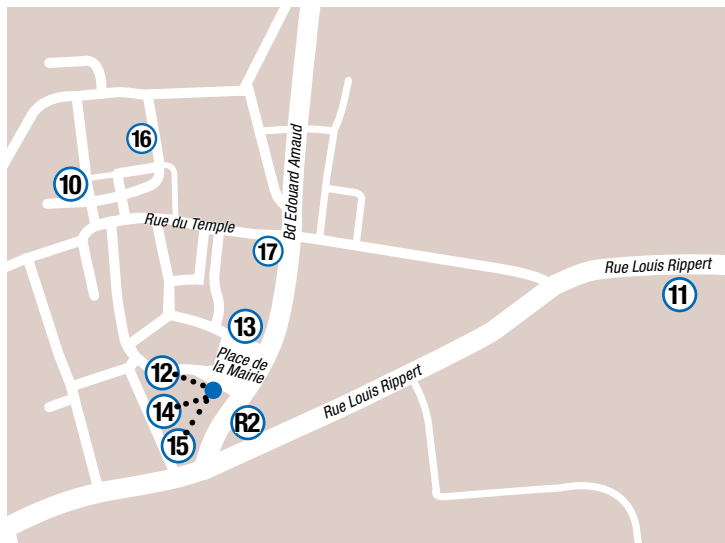 16
10
Bd Edouard Arnaud
Rue du Temple
17
Rue Louis Rippert
11
13
Place de
la Mairie
12
Rue Louis Rippert
14
R2
15